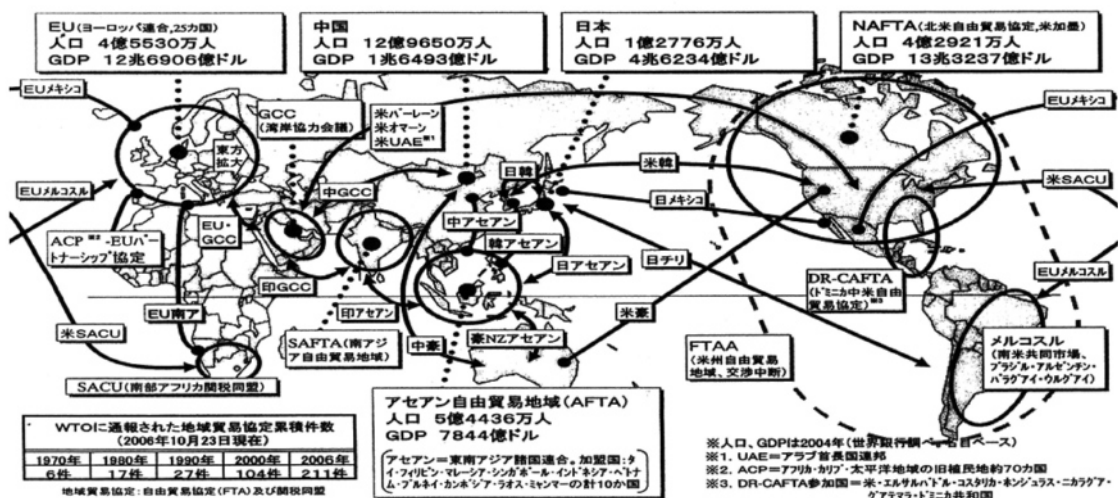 EU(ヨーロッパ連合,25カ国)
人口 4億5530万人
GDP 12兆6906億ドル
中国
人口 12億9650万人
GDP 1兆6493億ドル
日本
人口 1億2776万人
GDP 4兆6234億ドル
NAFTA(北米自由貿易協定,米加墨)
人口 4億2921万人
GDP 13兆3237億ドル
EUメキシコ
GCC
(湾岸協力会議)
米バーレーン
米オマーン
米UAE※1
EUメキシコ
東方
拡大
日韓
米韓
EUメルコスル
中GCC
米SACU
日メキシコ
中アセアン
EU・
GCC
ACP※2-EUパー
トナーシップ協定
韓アセアン
日アセアン
日チリ
DR-CAFTA
(ドミニカ中米自由
貿易協定)※3
EUメルコスル
印GCC
EU南ア
印アセアン
米豪
米SACU
SAFTA(南アジ
ア自由貿易地域)
中豪
豪NZアセアン
FTAA
(米州自由貿易
地域、交渉中断)
メルコスル
(南米共同市場、
ブラジル・アルゼンチン・
パラグアイ・ウルグアイ)
SACU(南部アフリカ関税同盟)
アセアン自由貿易地域(AFTA)
人口 5億4436万人
GDP 7844億ドル
アセアン=東南アジア諸国連合。加盟国:タ
イ・フィリピン・マレーシア・シンガポール・インドネシア・ベトナ
ム・ブルネイ・カンボジア・ラオス・ミャンマーの計10か国
WTOに通報された地域貿易協定累積件数
(2006年10月23日現在)
1970年 1980年 1990年 2000年 2006年
6件 17件 27件 104件 211件
地域貿易協定:自由貿易協定(FTA)及び関税同盟
※人口、GDPは2004年(世界銀行調べ、名目ベース)
※1. UAE=アラブ首長国連邦
※2. ACP=アフリカ・カリブ・太平洋地域の旧植民地約70カ国
※3. DR-CAFTA参加国=米・エルサルバドル・コスタリカ・ホンジュラス・ニカラグア・
グアテマラ・ドミニカ共和国